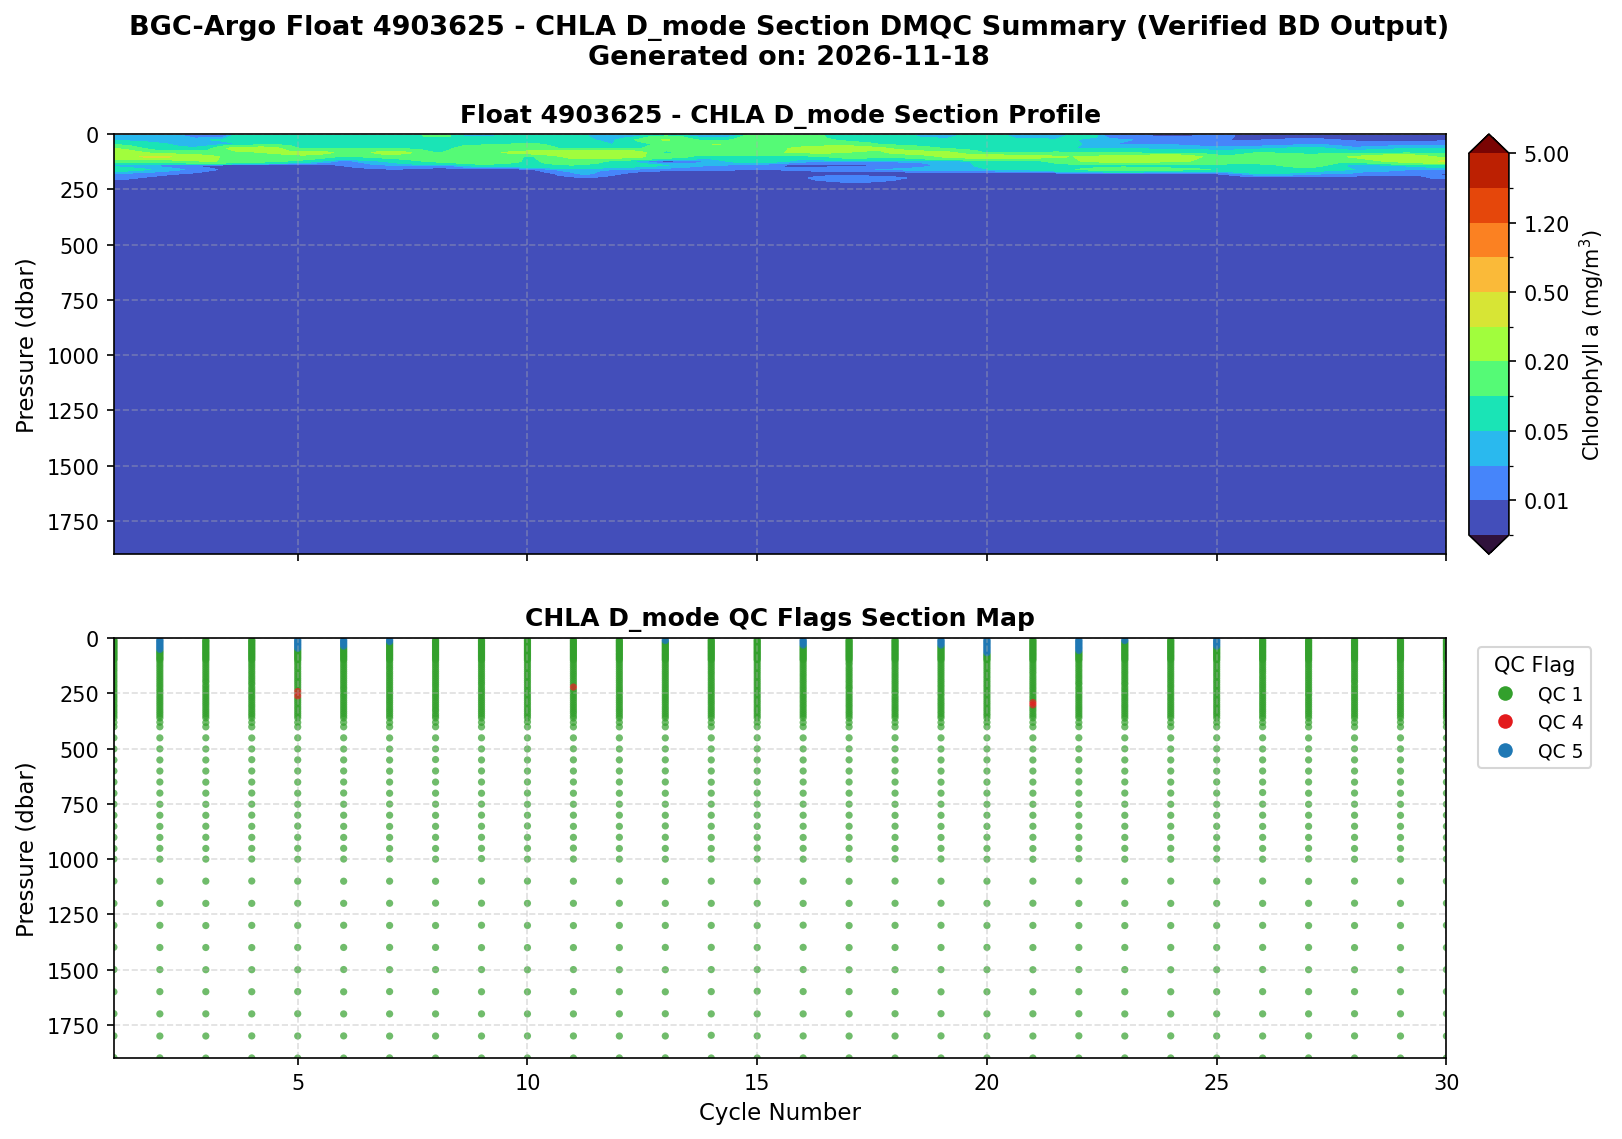 BGC-Argo Float 4903625 - CHLA D_mode Section DMQC Summary (Verified BD Output)
Generated on: 2026-11-18
Float 4903625 - CHLA D_mode Section Profile
0
250
500
750
1000
1250
1500
1750
Pressure (dbar)
5.00
1.20
0.50
0.20
0.05
0.01
Chlorophyll a (mg/m³)
CHLA D_mode QC Flags Section Map
0
250
500
750
1000
1250
1500
1750
Pressure (dbar)
QC Flag
QC 1
QC 4
QC 5
5
10
15
20
25
30
Cycle Number